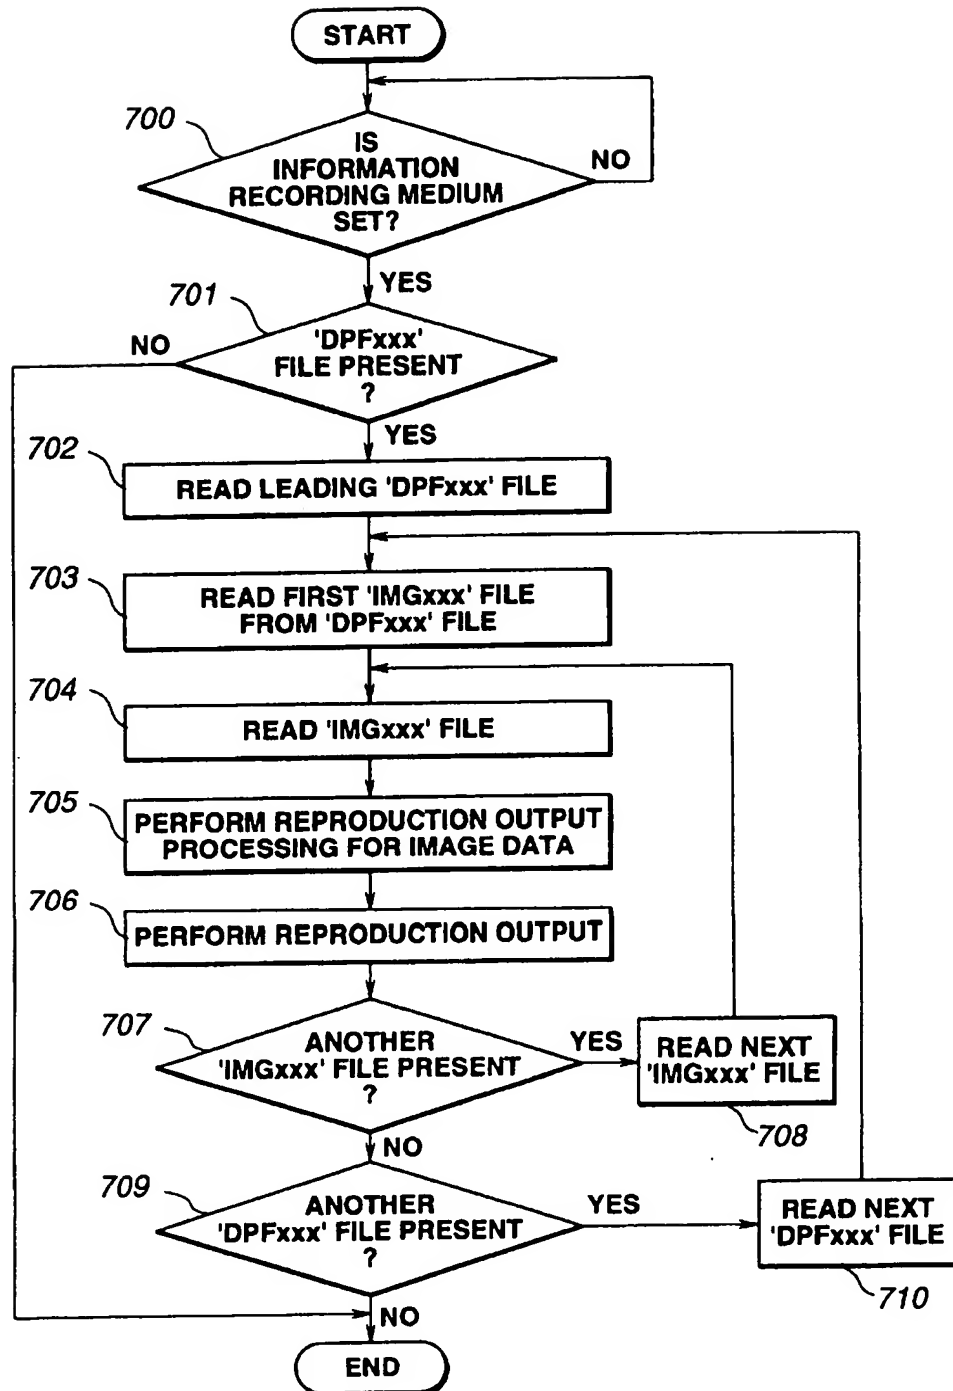 START
700
IS
INFORMATION
RECORDING MEDIUM
SET?
NO
YES
701
'DPFxxx'
FILE PRESENT
?
NO
YES
702
READ LEADING 'DPFxxx' FILE
703
READ FIRST 'IMGxxx' FILE
FROM 'DPFxxx' FILE
704
READ 'IMGxxx' FILE
705
PERFORM REPRODUCTION OUTPUT
PROCESSING FOR IMAGE DATA
706
PERFORM REPRODUCTION OUTPUT
707
ANOTHER
'IMGxxx' FILE PRESENT
?
YES
READ NEXT
'IMGxxx' FILE
708
NO
709
ANOTHER
'DPFxxx' FILE PRESENT
?
YES
READ NEXT
'DPFxxx' FILE
710
NO
END